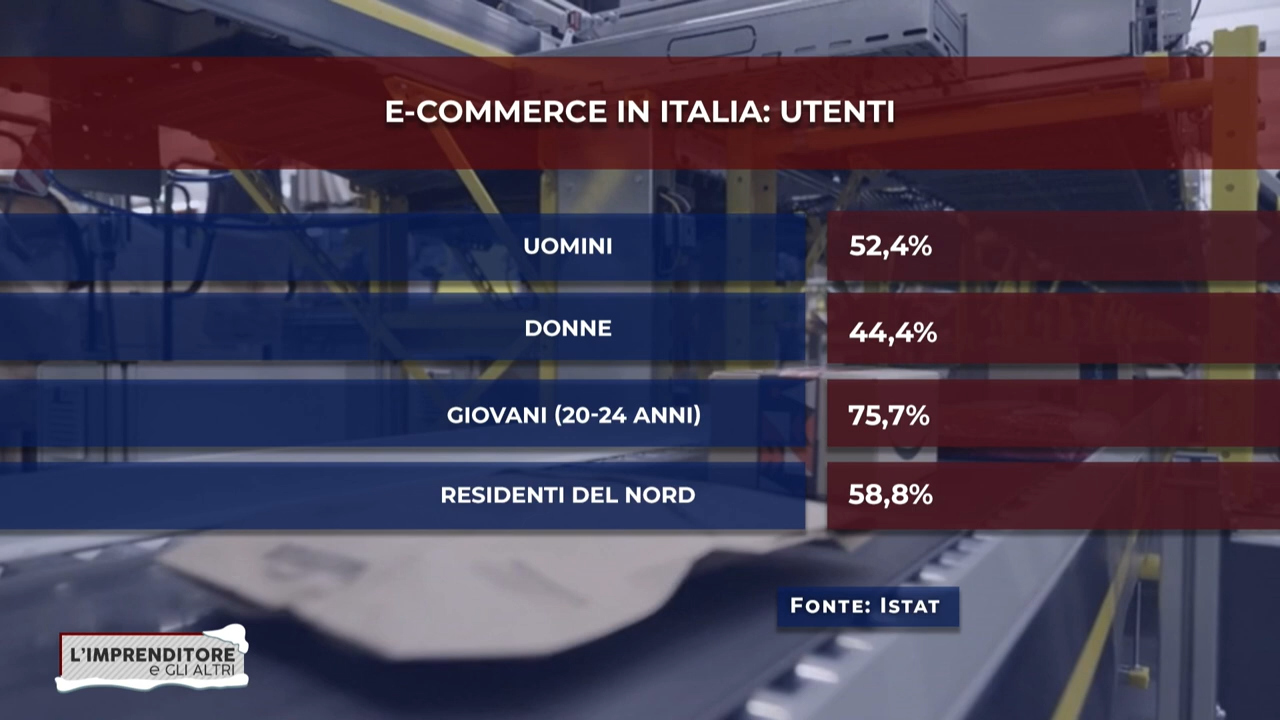 E-COMMERCE IN ITALIA: UTENTI
UOMINI 52,4%
DONNE 44,4%
GIOVANI (20-24 ANNI) 75,7%
RESIDENTI DEL NORD 58,8%
FONTE: ISTAT
L'IMPRENDITORE
e GLI ALTRI